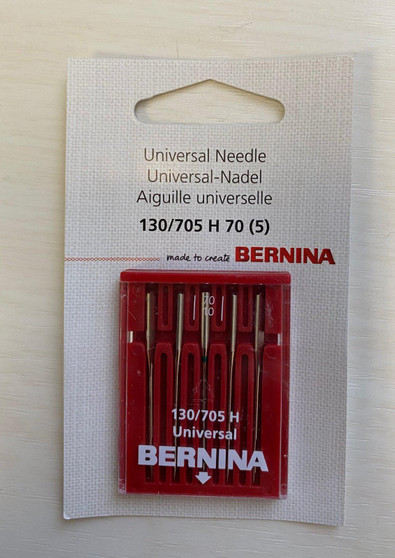 Universal Needle
Universal-Nadel
Aiguille universelle
130/705 H 70 (5)
made to create BERNINA
70
10
130/705 H
Universal
BERNINA